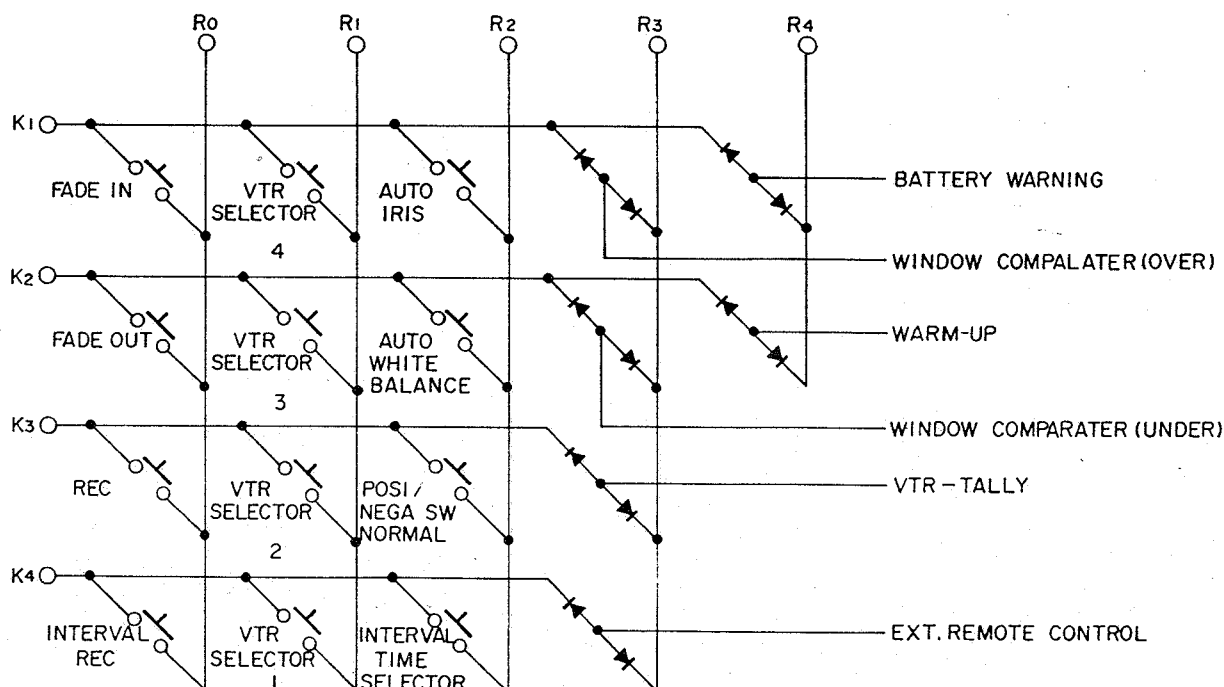 R0 R1 R2 R3 R4
K1
FADE IN
VTR
SELECTOR
4
AUTO
IRIS
BATTERY WARNING
WINDOW COMPALATER (OVER)
K2
FADE OUT
VTR
SELECTOR
3
AUTO
WHITE
BALANCE
WARM-UP
WINDOW COMPARATER (UNDER)
K3
REC
VTR
SELECTOR
2
POSI/
NEGA SW
NORMAL
VTR-TALLY
K4
INTERVAL
REC
VTR
SELECTOR
1
INTERVAL
TIME
SELECTOR
EXT. REMOTE CONTROL